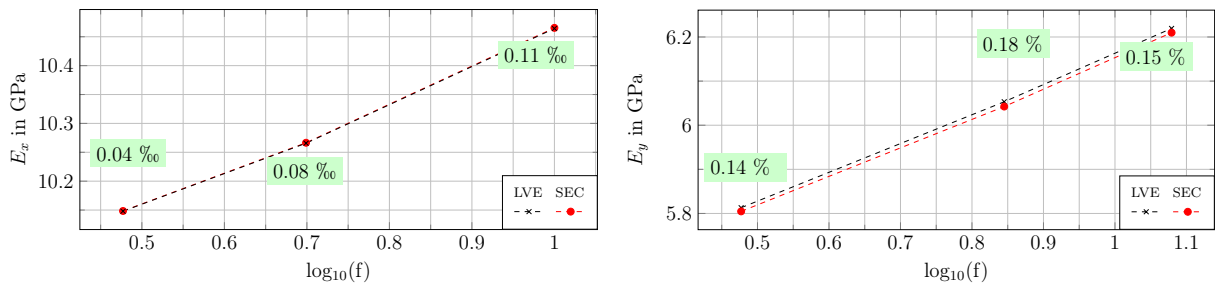 10.4
10.3
10.2
E_x in GPa
0.04 ‰
0.08 ‰
0.11 ‰
LVE SEC
0.5 0.6 0.7 0.8 0.9 1
log₁₀(f)
6.2
6
5.8
E_y in GPa
0.14 %
0.18 %
0.15 %
LVE SEC
0.5 0.6 0.7 0.8 0.9 1 1.1
log₁₀(f)